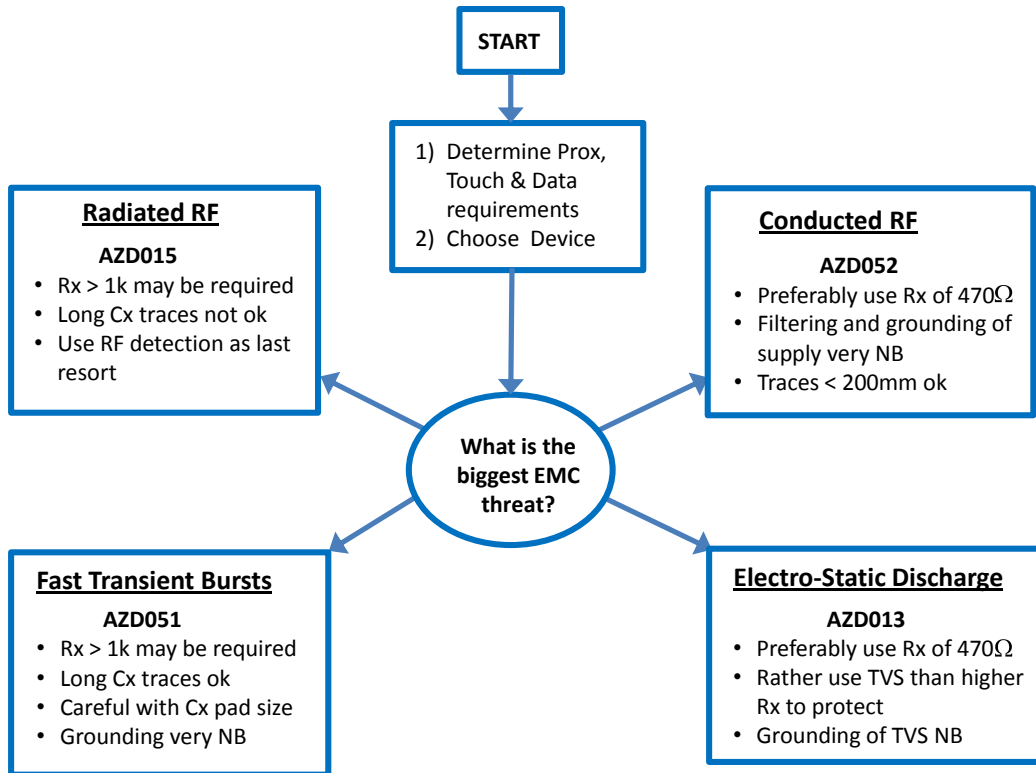 START
1) Determine Prox,
Touch & Data
requirements
2) Choose Device
Radiated RF
AZD015
• Rx > 1k may be required
• Long Cx traces not ok
• Use RF detection as last
resort
Conducted RF
AZD052
• Preferably use Rx of 470Ω
• Filtering and grounding of
supply very NB
• Traces < 200mm ok
What is the
biggest EMC
threat?
Fast Transient Bursts
AZD051
• Rx > 1k may be required
• Long Cx traces ok
• Careful with Cx pad size
• Grounding very NB
Electro-Static Discharge
AZD013
• Preferably use Rx of 470Ω
• Rather use TVS than higher
Rx to protect
• Grounding of TVS NB